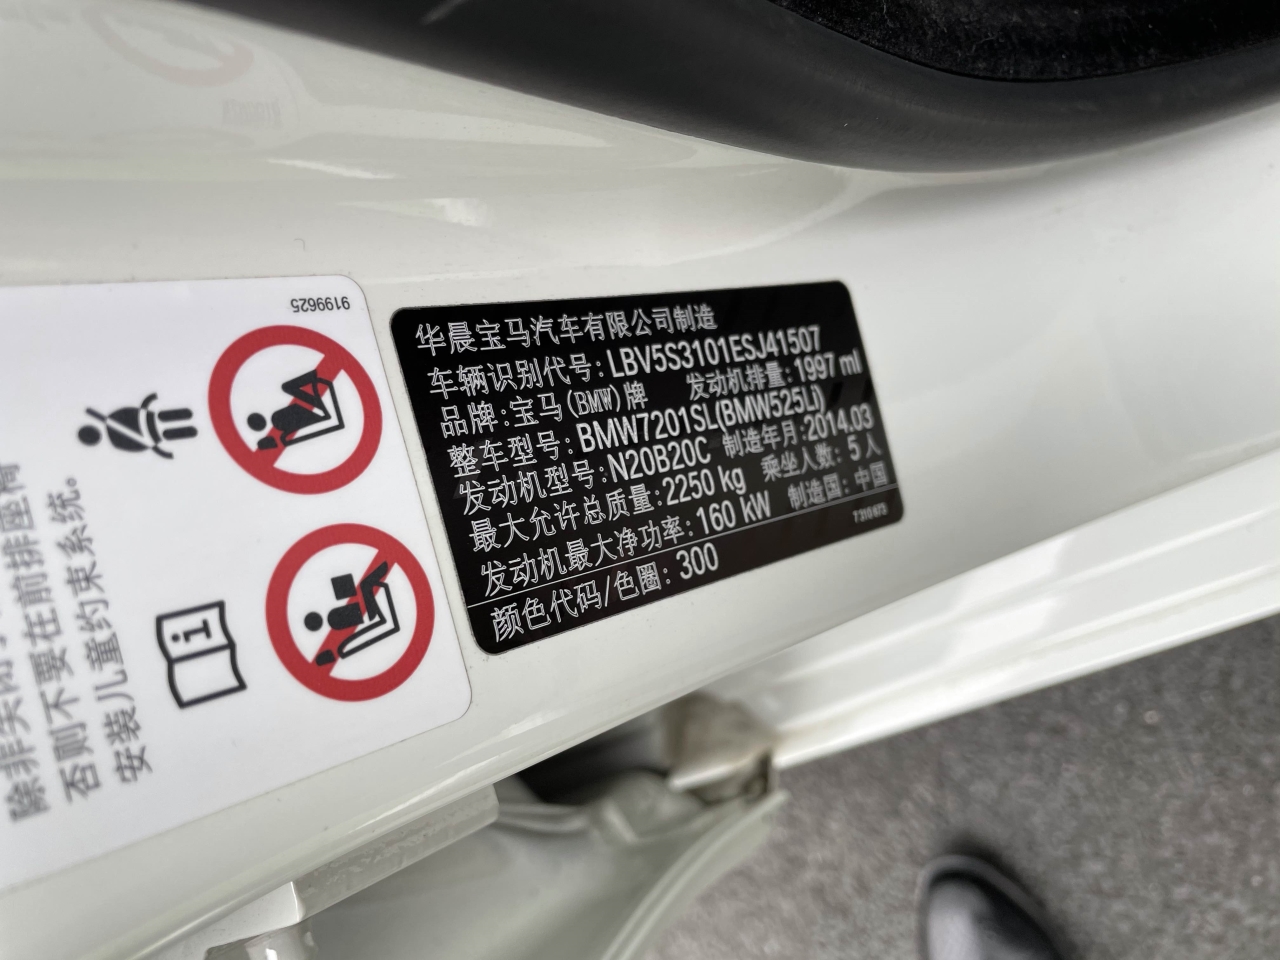 华晨宝马汽车有限公司制造
车辆识别代号: LBV5S3101ESJ41507
品牌: 宝马(BMW)牌 发动机排量: 1997 ml
整车型号: BMW7201SL(BMW525Li)
发动机型号: N20B20C 制造年月: 2014.03
最大允许总质量: 2250 kg 乘坐人数: 5 人
发动机最大净功率: 160 kW 制造国: 中国
颜色代码/色圈: 300
7 310 673
9199625
否则不要在前排座椅
安装儿童约束系统。